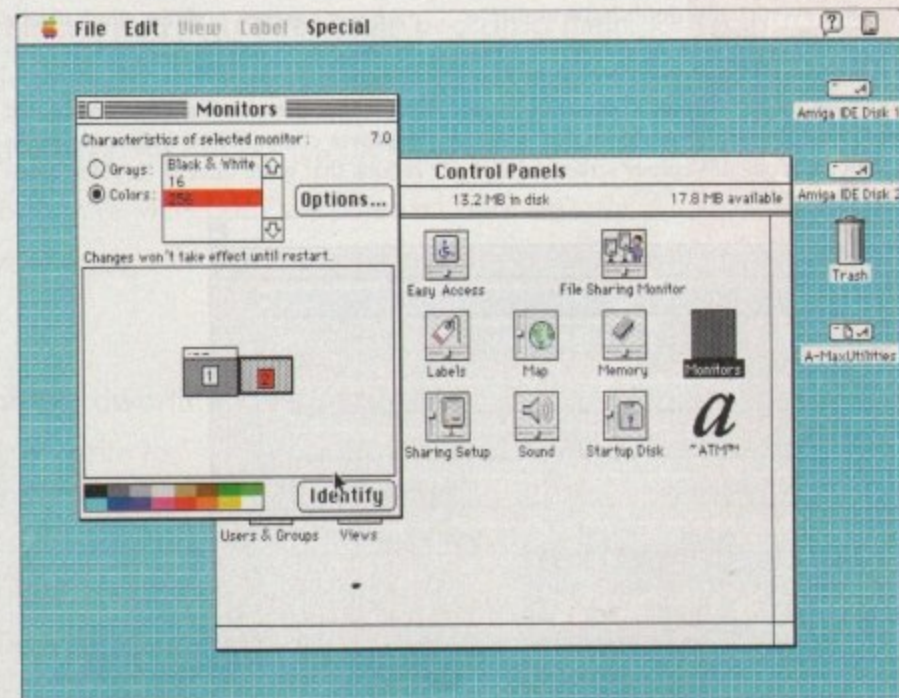 File Edit View Label Special
Monitors
Characteristics of selected monitor: 7.0
Grays:
Colors:
Black & White
16
256
Options...
Changes won't take effect until restart.
1
2
Identify
Control Panels
13.2 MB in disk 17.8 MB available
Easy Access File Sharing Monitor
Labels Map Memory Monitors
Sharing Setup Sound Startup Disk ~ATM™
a
Users & Groups Views
Amiga IDE Disk 1
Amiga IDE Disk 2
Trash
A-MaxUtilities